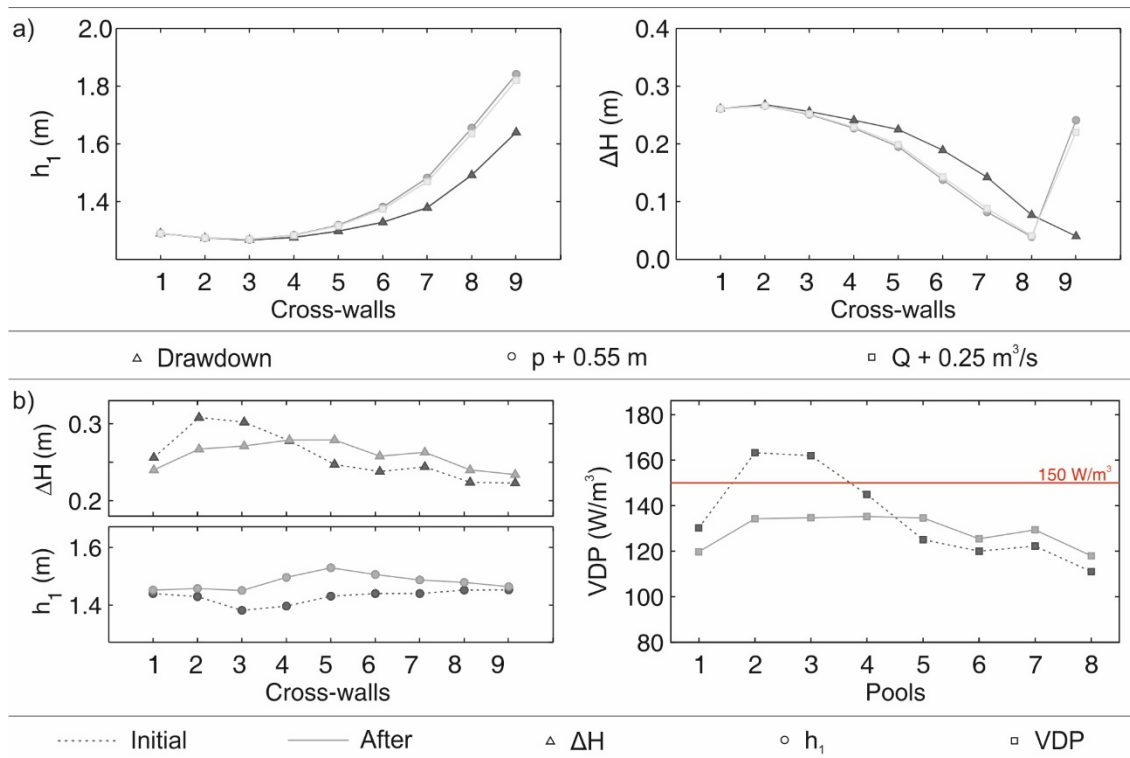 a)
2.0
1.8
1.6
1.4
h₁ (m)
1 2 3 4 5 6 7 8 9
Cross-walls
0.4
0.3
0.2
0.1
0.0
ΔH (m)
1 2 3 4 5 6 7 8 9
Cross-walls
Drawdown
p + 0.55 m
Q + 0.25 m³/s
b)
0.3
0.2
ΔH (m)
1.6
1.4
h₁ (m)
1 2 3 4 5 6 7 8 9
Cross-walls
180
160
140
120
100
80
VDP (W/m³)
150 W/m³
1 2 3 4 5 6 7 8
Pools
Initial
After
ΔH
h₁
VDP